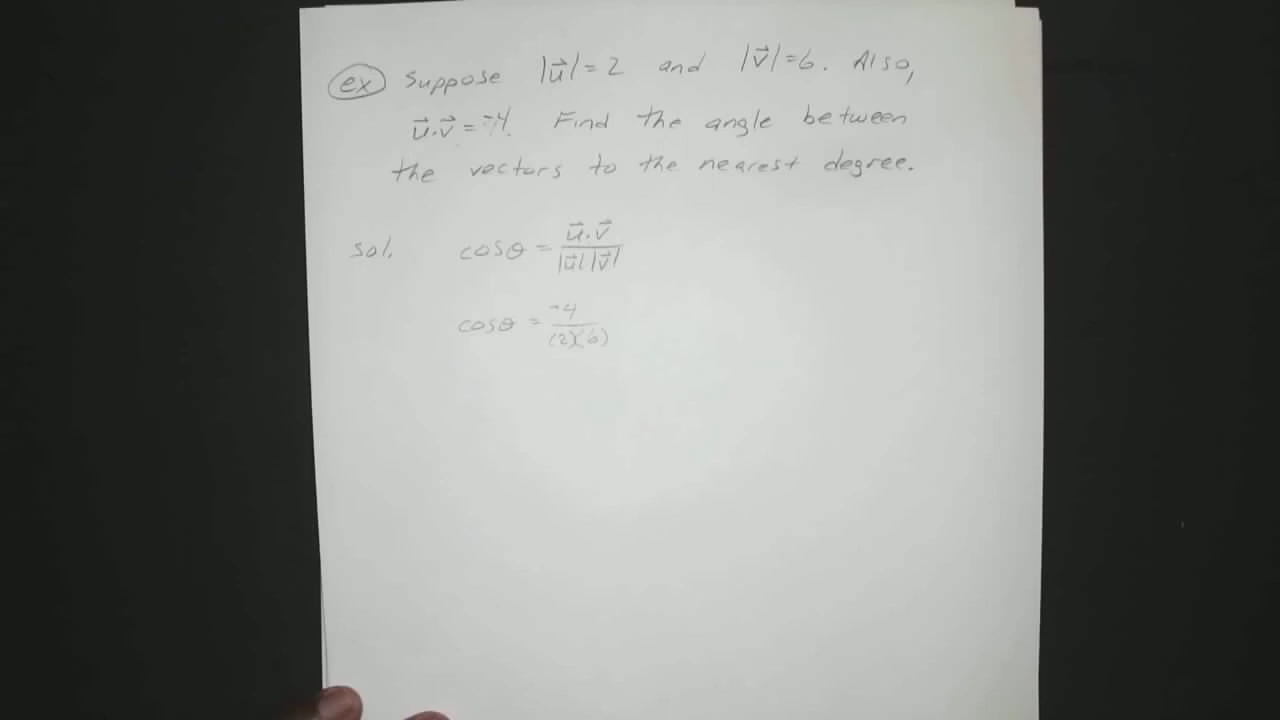 ex Suppose |u⃗|=2 and |v⃗|=6. Also,
u⃗·v⃗ = -4. Find the angle between
the vectors to the nearest degree.
sol. cosθ = u⃗·v⃗ / |u⃗||v⃗|
cosθ = -4 / (2)(6)